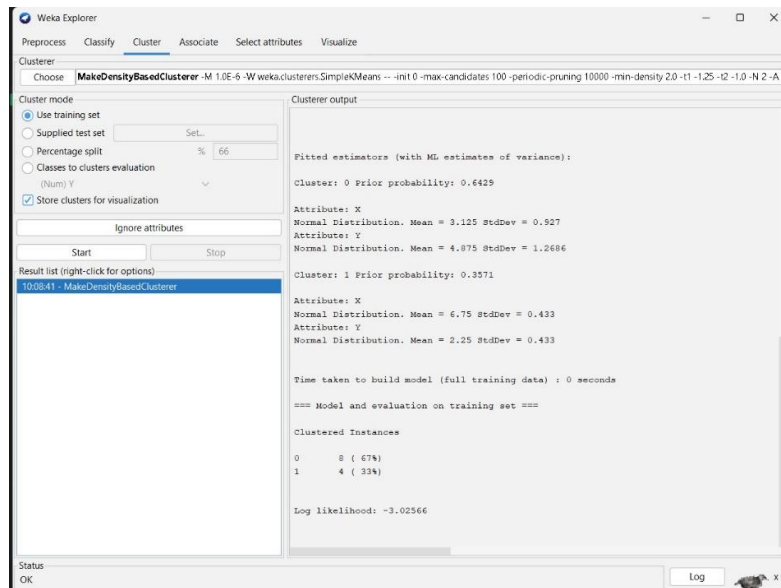 Weka Explorer
Preprocess Classify Cluster Associate Select attributes Visualize
Clusterer
Choose MakeDensityBasedClusterer -M 1.0E-6 -W weka.clusterers.SimpleKMeans -- -init 0 -max-candidates 100 -periodic-pruning 10000 -min-density 2.0 -t1 -1.25 -t2 -1.0 -N 2 -A
Cluster mode
Use training set
Supplied test set Set...
Percentage split % 66
Classes to clusters evaluation
(Num) Y
Store clusters for visualization
Ignore attributes
Start Stop
Result list (right-click for options)
10:08:41 - MakeDensityBasedClusterer
Clusterer output
Fitted estimators (with ML estimates of variance):
Cluster: 0 Prior probability: 0.6429
Attribute: X
Normal Distribution. Mean = 3.125 StdDev = 0.927
Attribute: Y
Normal Distribution. Mean = 4.875 StdDev = 1.2686
Cluster: 1 Prior probability: 0.3571
Attribute: X
Normal Distribution. Mean = 6.75 StdDev = 0.433
Attribute: Y
Normal Distribution. Mean = 2.25 StdDev = 0.433
Time taken to build model (full training data) : 0 seconds
=== Model and evaluation on training set ===
Clustered Instances
0 8 ( 67%)
1 4 ( 33%)
Log likelihood: -3.02566
Status
OK
Log
x